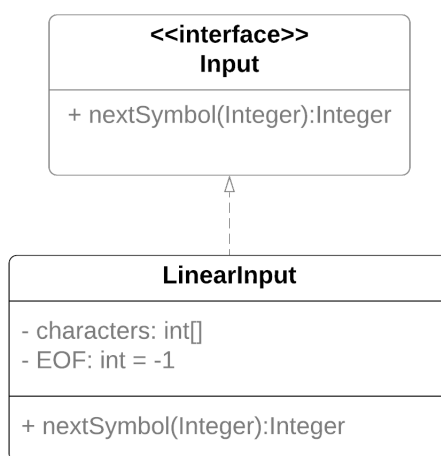 <<interface>>
Input
+ nextSymbol(Integer):Integer
LinearInput
- characters: int[]
- EOF: int = -1
+ nextSymbol(Integer):Integer